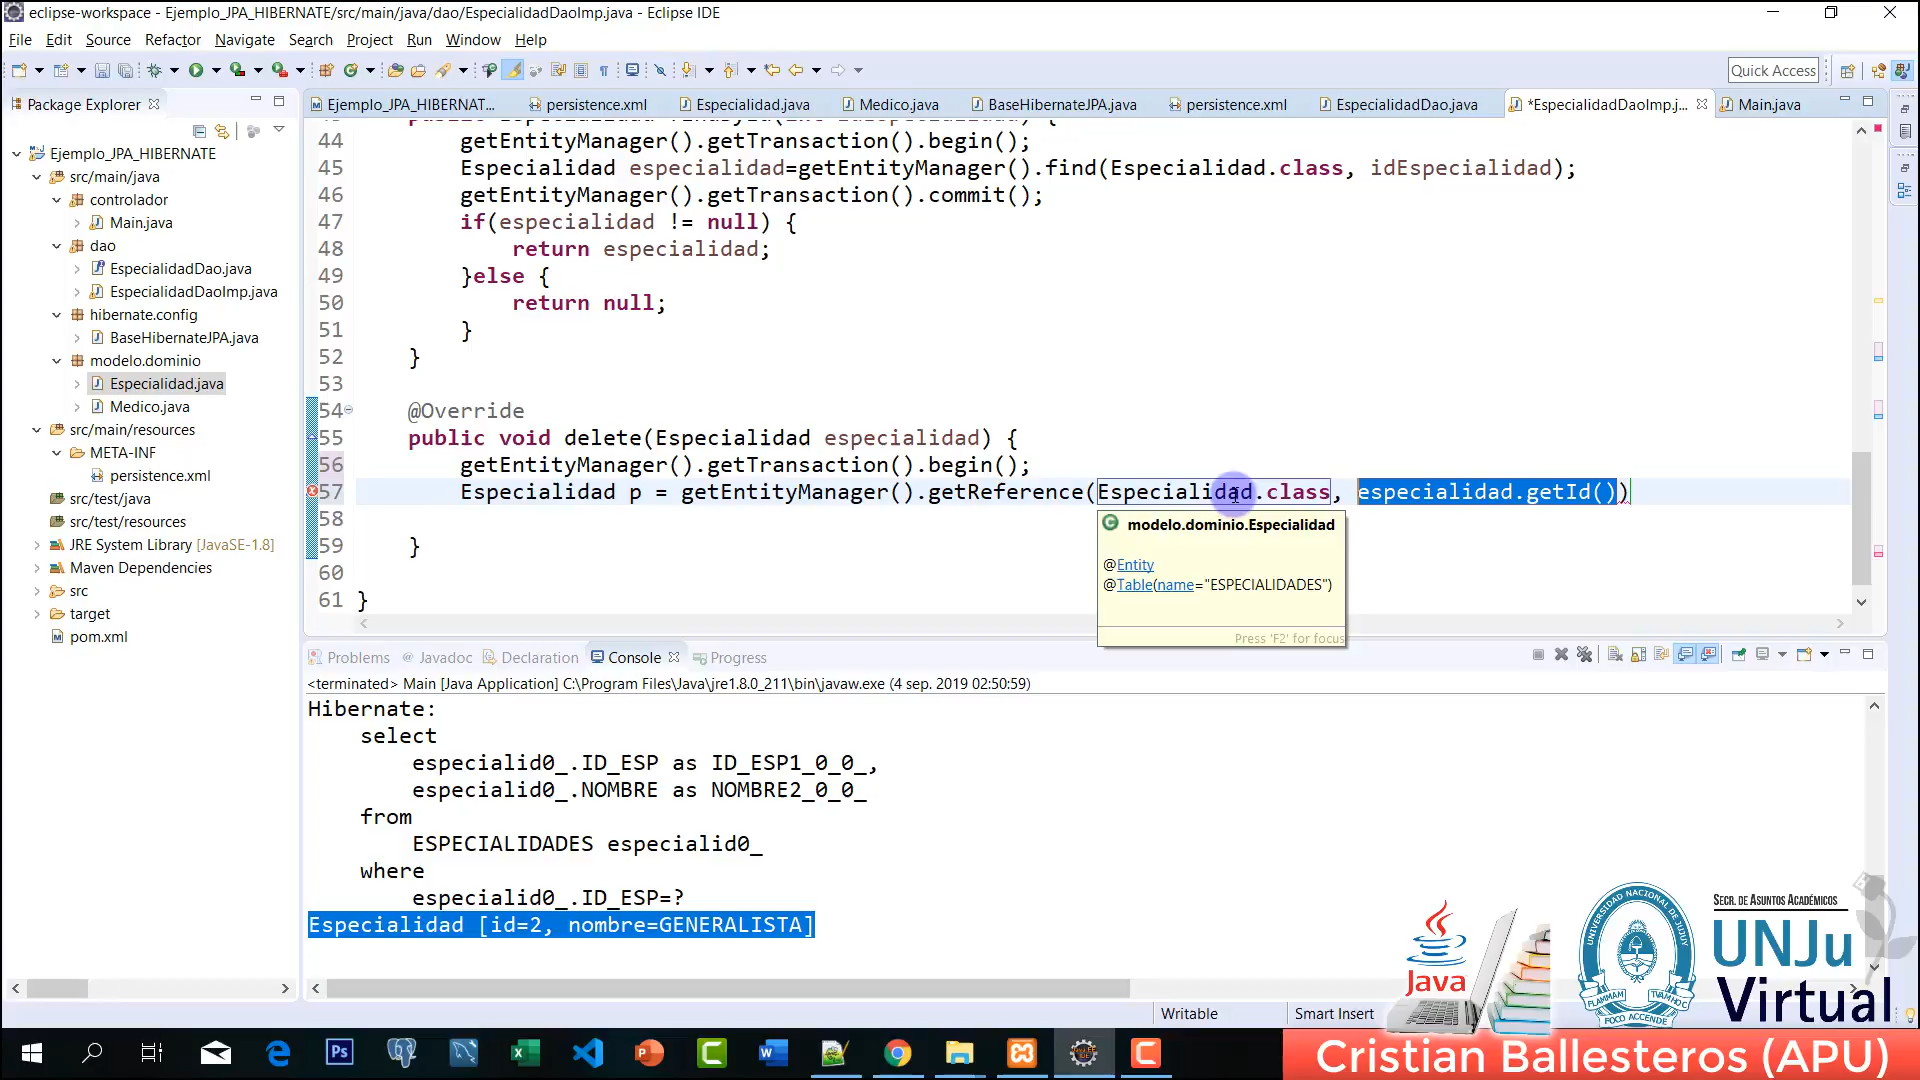 eclipse-workspace - Ejemplo_JPA_HIBERNATE/src/main/java/dao/EspecialidadDaoImp.java - Eclipse IDE
File Edit Source Refactor Navigate Search Project Run Window Help
Quick Access
Package Explorer
Ejemplo_JPA_HIBERNAT... persistence.xml Especialidad.java Medico.java BaseHibernateJPA.java persistence.xml EspecialidadDao.java *EspecialidadDaoImp.j... Main.java
Ejemplo_JPA_HIBERNATE
src/main/java
controlador
Main.java
dao
EspecialidadDao.java
EspecialidadDaoImp.java
hibernate.config
BaseHibernateJPA.java
modelo.dominio
Especialidad.java
Medico.java
src/main/resources
META-INF
persistence.xml
src/test/java
src/test/resources
JRE System Library [JavaSE-1.8]
Maven Dependencies
src
target
pom.xml
44 getEntityManager().getTransaction().begin();
45 Especialidad especialidad=getEntityManager().find(Especialidad.class, idEspecialidad);
46 getEntityManager().getTransaction().commit();
47 if(especialidad != null) {
48 return especialidad;
49 }else {
50 return null;
51 }
52 }
53
54 @Override
55 public void delete(Especialidad especialidad) {
56 getEntityManager().getTransaction().begin();
57 Especialidad p = getEntityManager().getReference(Especialidad.class, especialidad.getId())
58
59 }
60
61 }
modelo.dominio.Especialidad
@Entity
@Table(name="ESPECIALIDADES")
Press 'F2' for focus
Problems @ Javadoc Declaration Console Progress
<terminated> Main [Java Application] C:\Program Files\Java\jre1.8.0_211\bin\javaw.exe (4 sep. 2019 02:50:59)
Hibernate:
select
especialid0_.ID_ESP as ID_ESP1_0_0_,
especialid0_.NOMBRE as NOMBRE2_0_0_
from
ESPECIALIDADES especialid0_
where
especialid0_.ID_ESP=?
Especialidad [id=2, nombre=GENERALISTA]
Writable Smart Insert
Java
UNIVERSIDAD NACIONAL DE JUJUY
FOCO ACCENDE
SECR. DE ASUNTOS ACADÉMICOS
UNJu
Virtual
Cristian Ballesteros (APU)